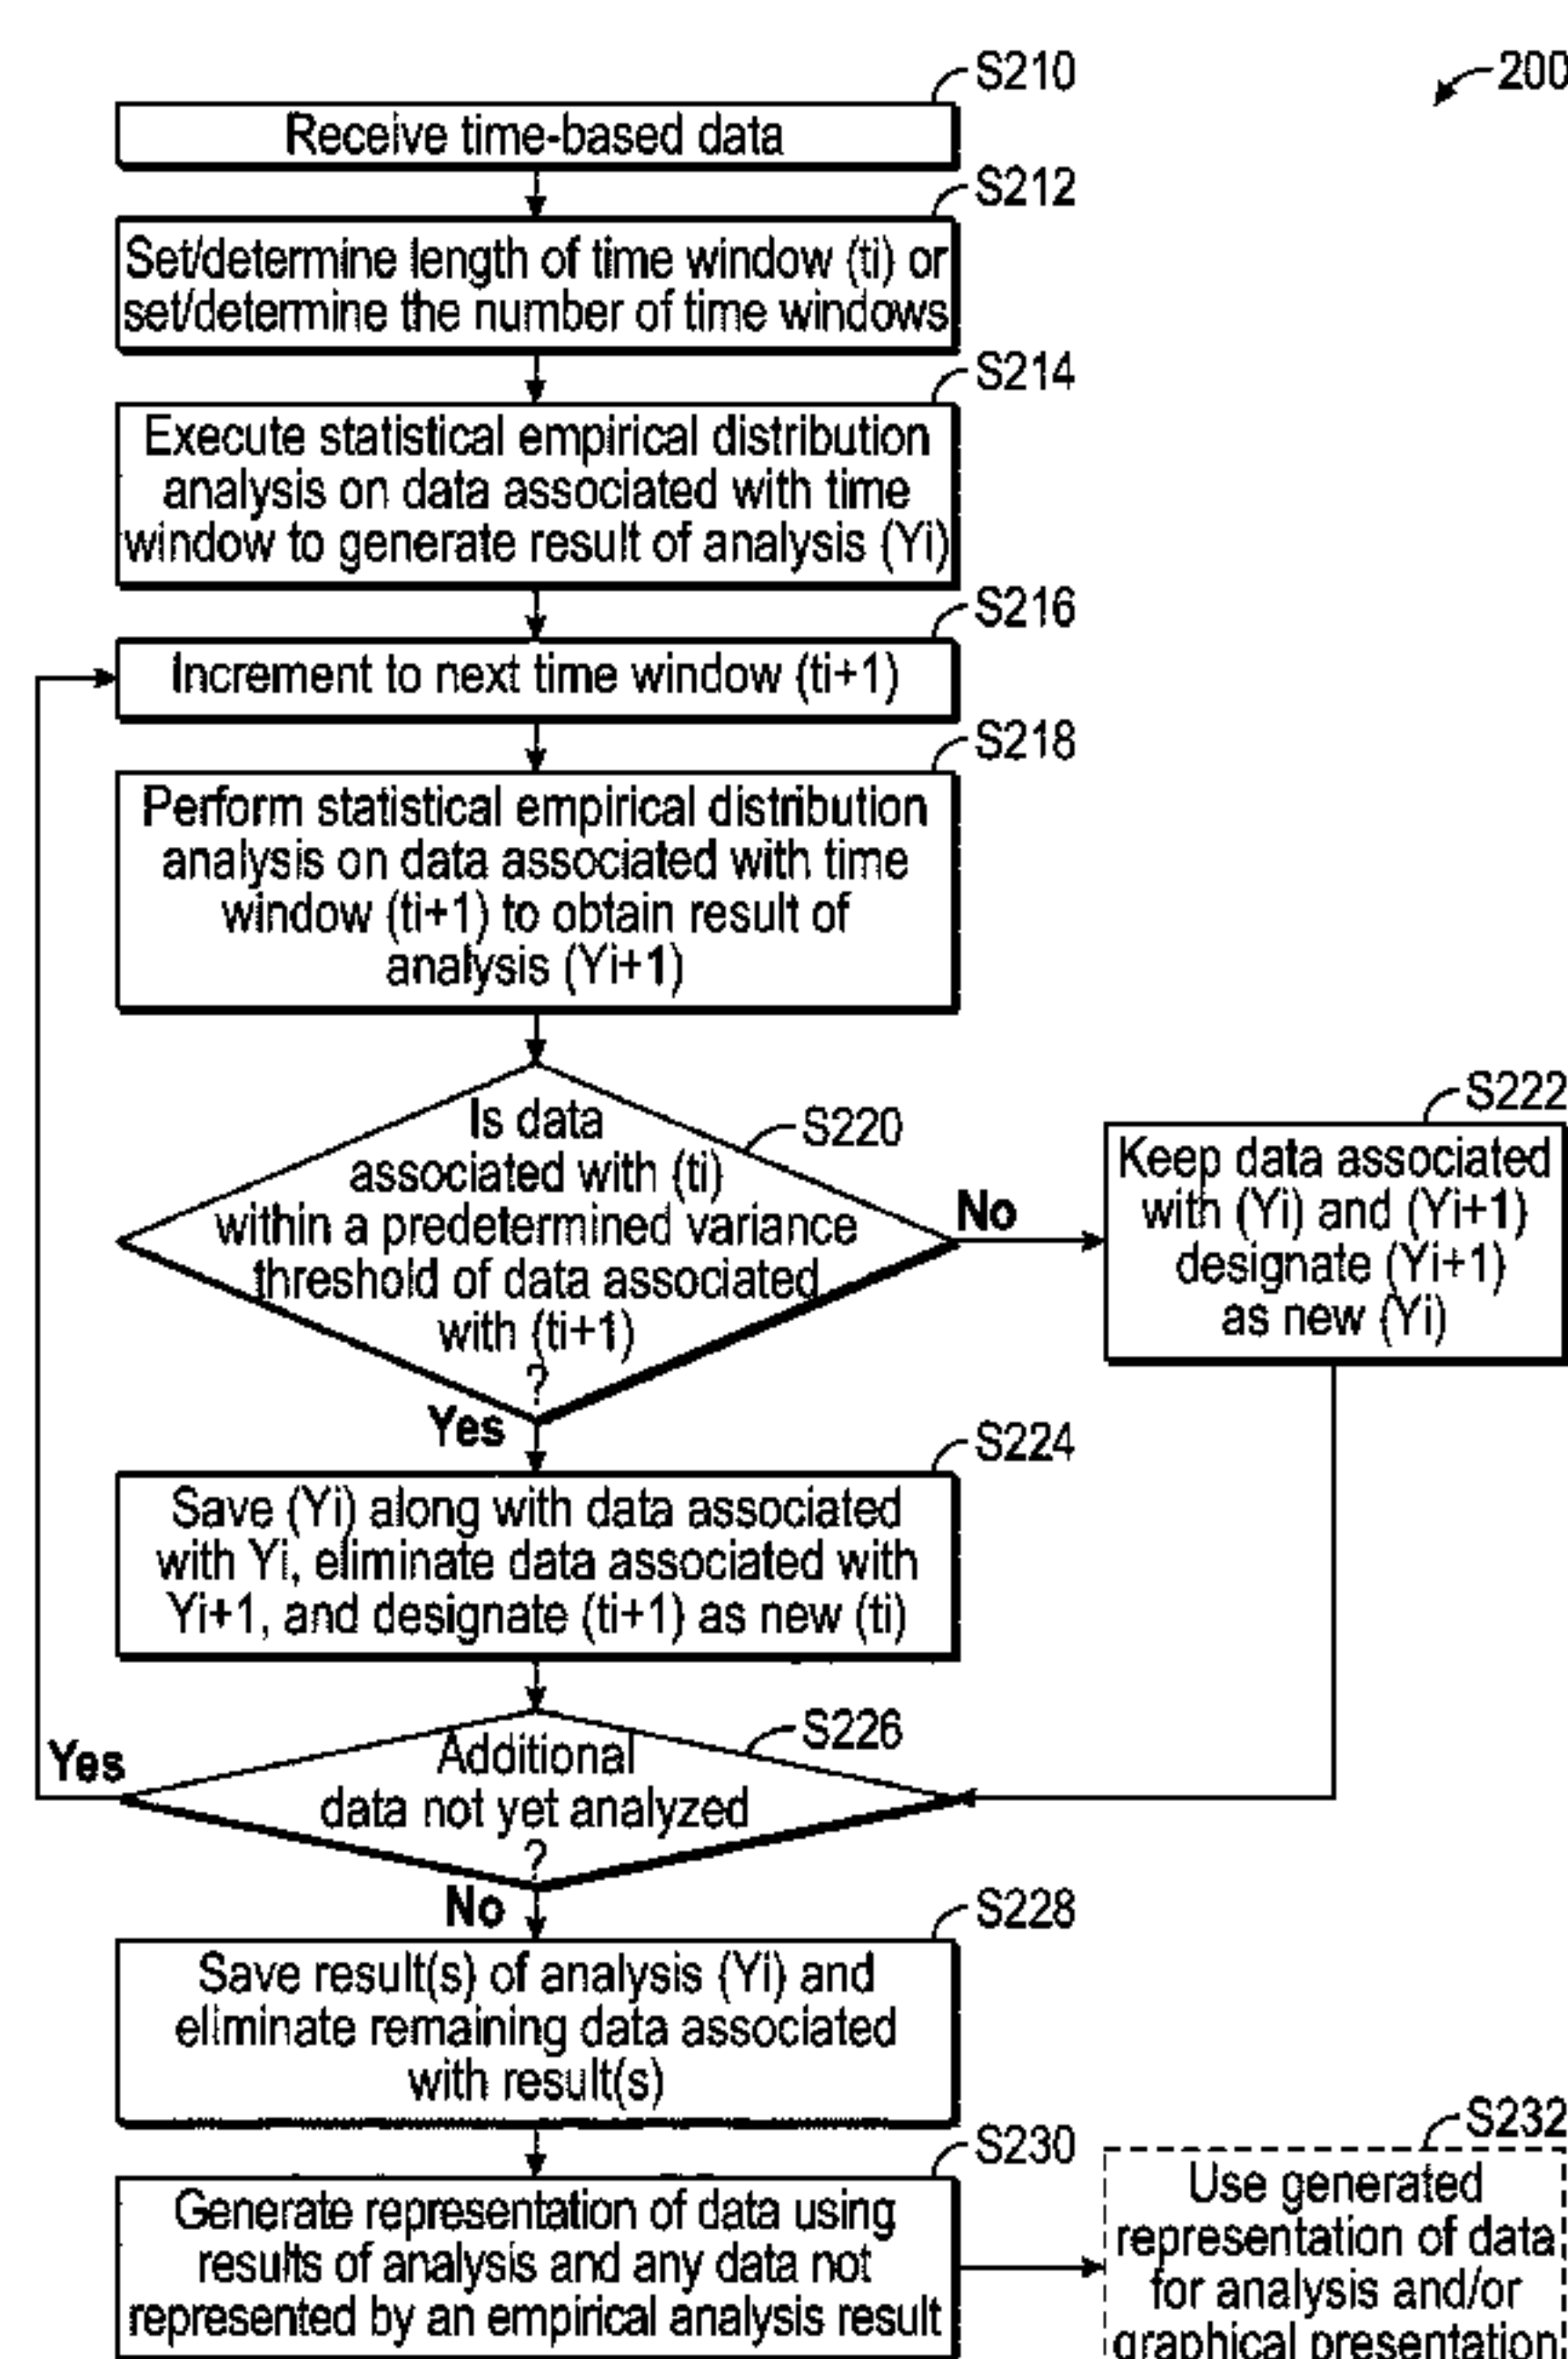 S210
200
Receive time-based data
S212
Set/determine length of time window (ti) or
set/determine the number of time windows
S214
Execute statistical empirical distribution
analysis on data associated with time
window to generate result of analysis (Yi)
S216
Increment to next time window (ti+1)
S218
Perform statistical empirical distribution
analysis on data associated with time
window (ti+1) to obtain result of
analysis (Yi+1)
S220
Is data
associated with (ti)
within a predetermined variance
threshold of data associated
with (ti+1)
?
No
S222
Keep data associated
with (Yi) and (Yi+1)
designate (Yi+1)
as new (Yi)
Yes
S224
Save (Yi) along with data associated
with Yi, eliminate data associated with
Yi+1, and designate (ti+1) as new (ti)
S226
Yes
Additional
data not yet analyzed
?
No
S228
Save result(s) of analysis (Yi) and
eliminate remaining data associated
with result(s)
S230
Generate representation of data using
results of analysis and any data not
represented by an empirical analysis result
S232
Use generated
representation of data
for analysis and/or
graphical presentation